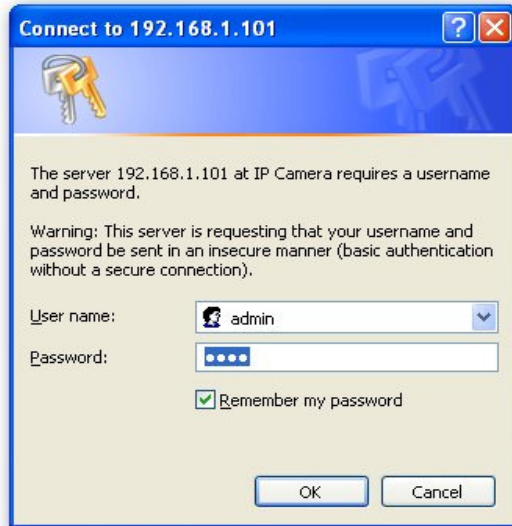 Connect to 192.168.1.101
The server 192.168.1.101 at IP Camera requires a username
and password.
Warning: This server is requesting that your username and
password be sent in an insecure manner (basic authentication
without a secure connection).
User name:
admin
Password:
••••
Remember my password
OK
Cancel